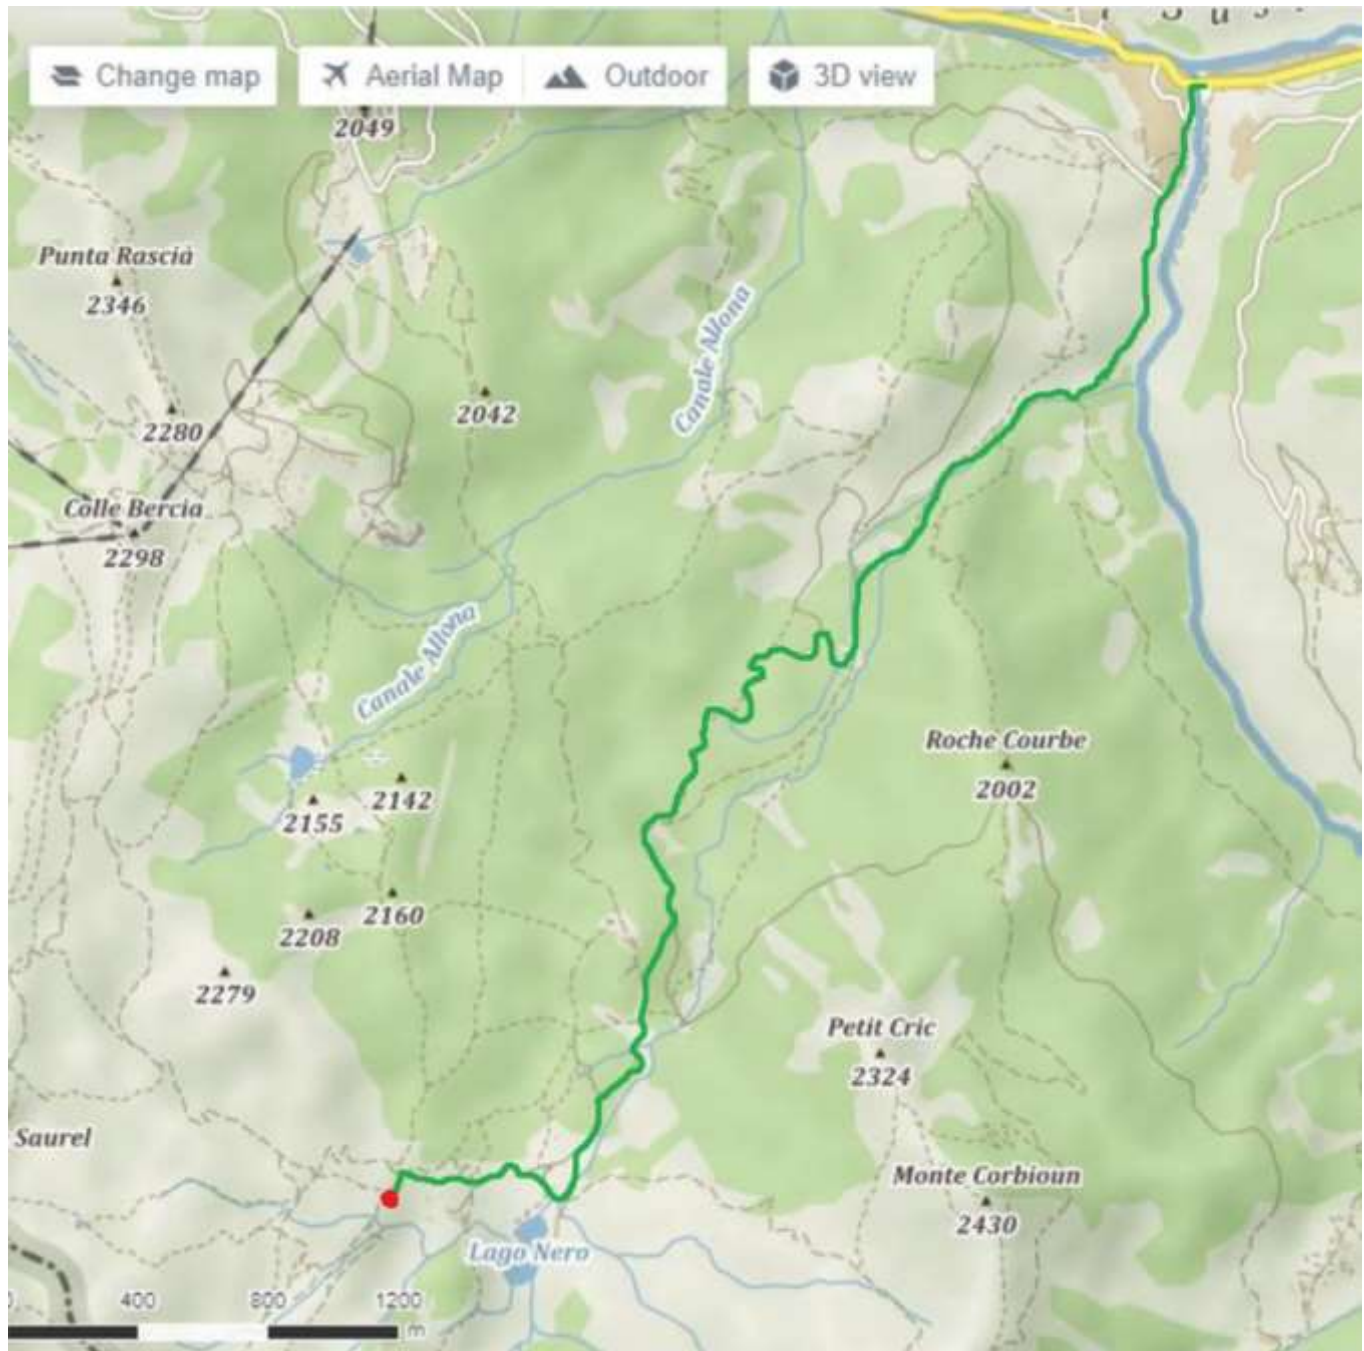 Change map
Aerial Map
Outdoor
3D view
2049
Punta Rascià
2346
Canale Allona
2042
2280
Colle Bercia
2298
Canale Allona
Roche Courbe
2002
2142
2155
2160
2208
2279
Petit Cric
2324
Saurel
Monte Corbioun
2430
Lago Nero
400
800
1200
m